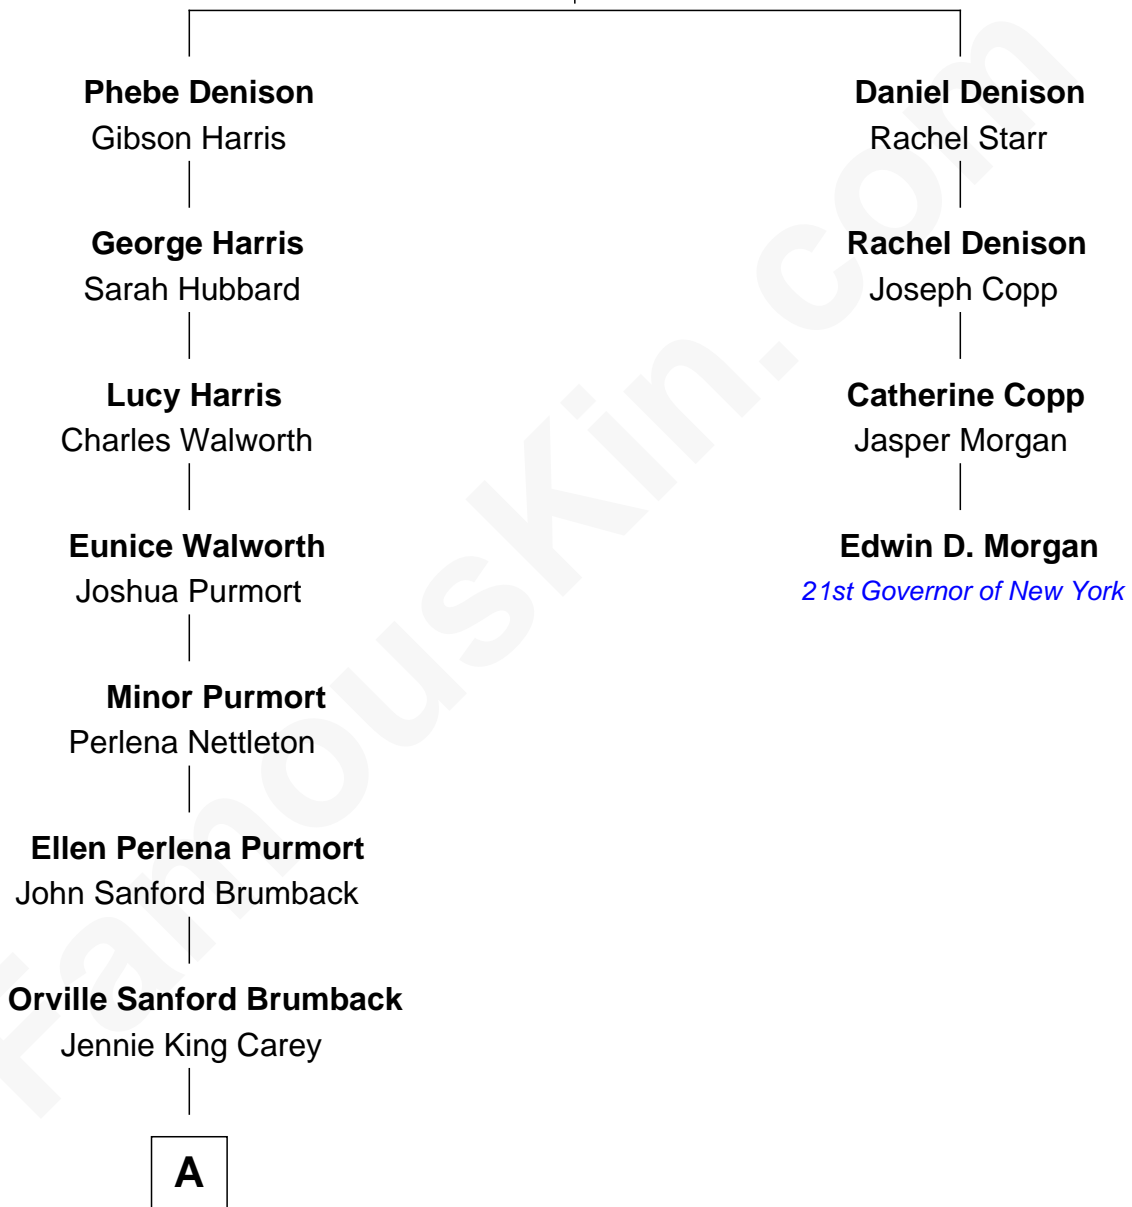 Phebe Denison
Gibson Harris
George Harris
Sarah Hubbard
Lucy Harris
Charles Walworth
Eunice Walworth
Joshua Purmort
Minor Purmort
Perlena Nettleton
Ellen Perlena Purmort
John Sanford Brumback
Orville Sanford Brumback
Jennie King Carey
A
Daniel Denison
Rachel Starr
Rachel Denison
Joseph Copp
Catherine Copp
Jasper Morgan
Edwin D. Morgan
21st Governor of New York
FamousKin.com